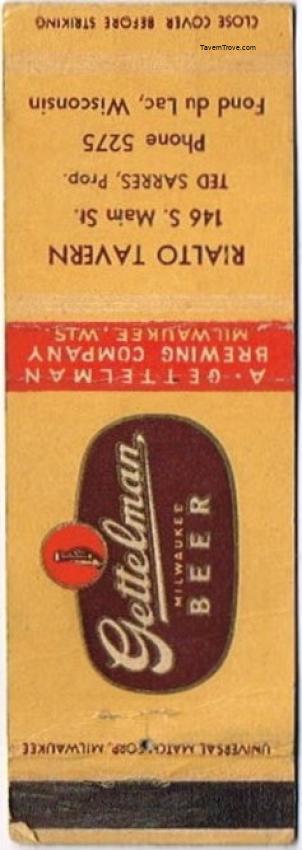 TavernTrove.com
CLOSE COVER BEFORE STRIKING
RIALTO TAVERN
146 S. Main St.
TED SARRES, Prop.
Phone 5275
Fond du Lac, Wisconsin
A·GETTELMAN
BREWING COMPANY
MILWAUKEE, WIS.
Gettelman
MILWAUKEE
BEER
UNIVERSAL MATCH CORP., MILWAUKEE